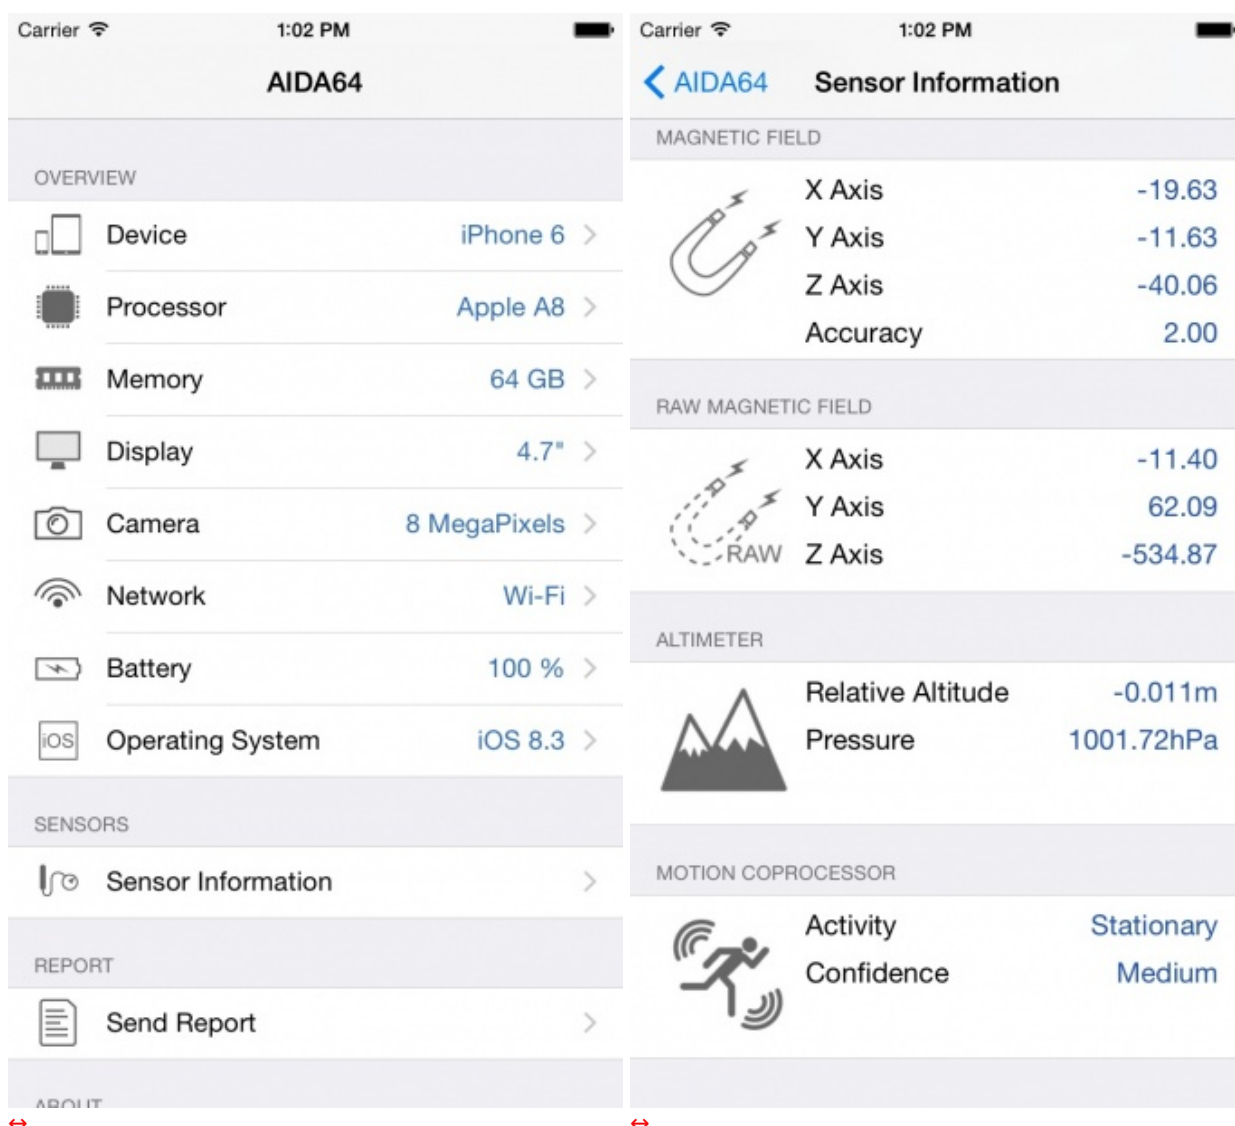 Carrier 1:02 PM
AIDA64
OVERVIEW
Device iPhone 6
Processor Apple A8
Memory 64 GB
Display 4.7"
Camera 8 MegaPixels
Network Wi-Fi
Battery 100 %
iOS Operating System iOS 8.3
SENSORS
Sensor Information
REPORT
Send Report
ABOUT
Carrier 1:02 PM
AIDA64 Sensor Information
MAGNETIC FIELD
X Axis -19.63
Y Axis -11.63
Z Axis -40.06
Accuracy 2.00
RAW MAGNETIC FIELD
X Axis -11.40
Y Axis 62.09
RAW Z Axis -534.87
ALTIMETER
Relative Altitude -0.011m
Pressure 1001.72hPa
MOTION COPROCESSOR
Activity Stationary
Confidence Medium